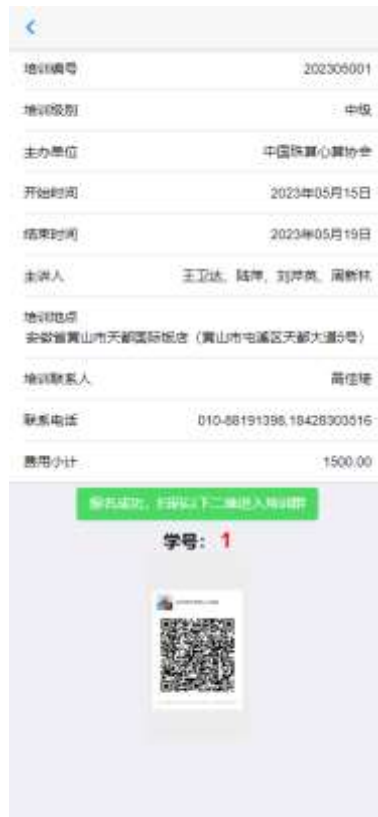 培训编号 202305001
培训级别 中级
主办单位 中国珠算心算协会
开始时间 2023年05月15日
结束时间 2023年05月19日
主讲人 王卫达、陆萍、刘芹英、周新林
培训地点
安徽省黄山市天都国际饭店（黄山市屯溪区天都大道5号）
培训联系人
联系电话 010-88191398,18428303516
费用小计 1500.00
报名成功，扫码以下二维进入培训群
学号：1